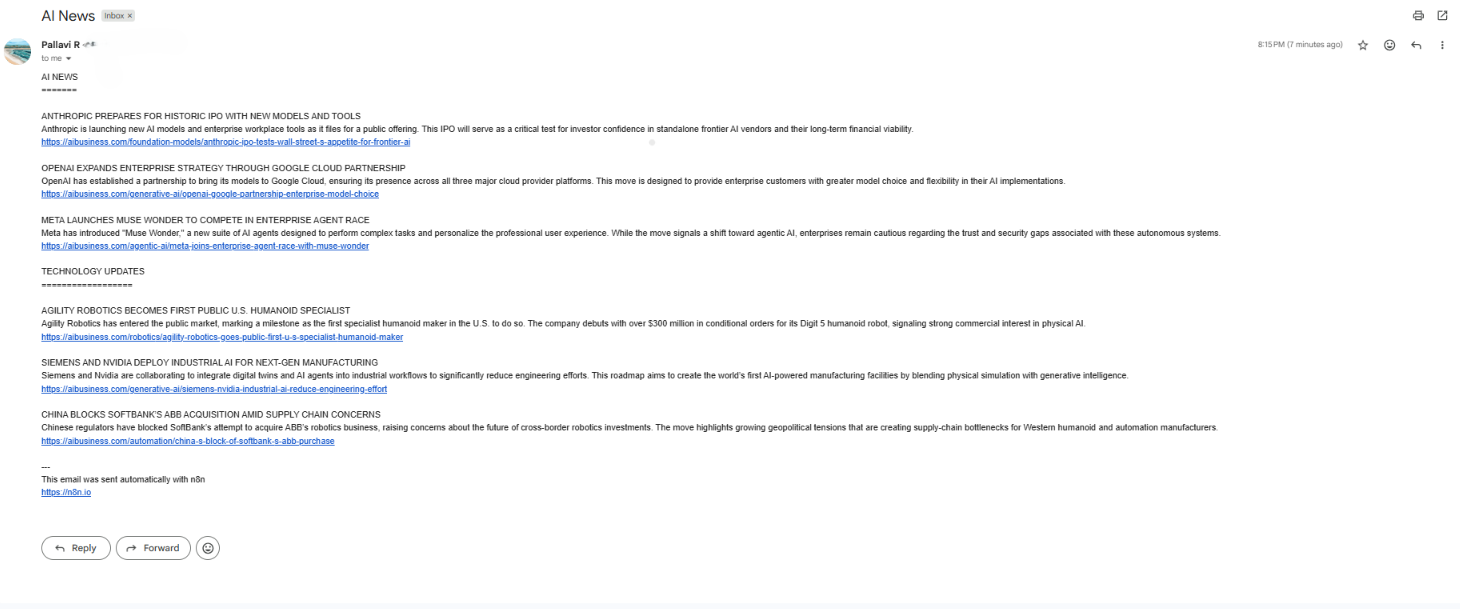 AI News Inbox ×
Pallavi R
8:15 PM (7 minutes ago)
to me
AI NEWS
=======
ANTHROPIC PREPARES FOR HISTORIC IPO WITH NEW MODELS AND TOOLS
Anthropic is launching new AI models and enterprise workplace tools as it files for a public offering. This IPO will serve as a critical test for investor confidence in standalone frontier AI vendors and their long-term financial viability.
https://aibusiness.com/foundation-models/anthropic-ipo-tests-wall-street-s-appetite-for-frontier-ai
OPENAI EXPANDS ENTERPRISE STRATEGY THROUGH GOOGLE CLOUD PARTNERSHIP
OpenAI has established a partnership to bring its models to Google Cloud, ensuring its presence across all three major cloud provider platforms. This move is designed to provide enterprise customers with greater model choice and flexibility in their AI implementations.
https://aibusiness.com/generative-ai/openai-google-partnership-enterprise-model-choice
META LAUNCHES MUSE WONDER TO COMPETE IN ENTERPRISE AGENT RACE
Meta has introduced "Muse Wonder," a new suite of AI agents designed to perform complex tasks and personalize the professional user experience. While the move signals a shift toward agentic AI, enterprises remain cautious regarding the trust and security gaps associated with these autonomous systems.
https://aibusiness.com/agentic-ai/meta-joins-enterprise-agent-race-with-muse-wonder
TECHNOLOGY UPDATES
==================
AGILITY ROBOTICS BECOMES FIRST PUBLIC U.S. HUMANOID SPECIALIST
Agility Robotics has entered the public market, marking a milestone as the first specialist humanoid maker in the U.S. to do so. The company debuts with over $300 million in conditional orders for its Digit 5 humanoid robot, signaling strong commercial interest in physical AI.
https://aibusiness.com/robotics/agility-robotics-goes-public-first-u-s-specialist-humanoid-maker
SIEMENS AND NVIDIA DEPLOY INDUSTRIAL AI FOR NEXT-GEN MANUFACTURING
Siemens and Nvidia are collaborating to integrate digital twins and AI agents into industrial workflows to significantly reduce engineering efforts. This roadmap aims to create the world's first AI-powered manufacturing facilities by blending physical simulation with generative intelligence.
https://aibusiness.com/generative-ai/siemens-nvidia-industrial-ai-reduce-engineering-effort
CHINA BLOCKS SOFTBANK'S ABB ACQUISITION AMID SUPPLY CHAIN CONCERNS
Chinese regulators have blocked SoftBank's attempt to acquire ABB's robotics business, raising concerns about the future of cross-border robotics investments. The move highlights growing geopolitical tensions that are creating supply-chain bottlenecks for Western humanoid and automation manufacturers.
https://aibusiness.com/automation/china-s-block-of-softbank-s-abb-purchase
---
This email was sent automatically with n8n
https://n8n.io
Reply Forward